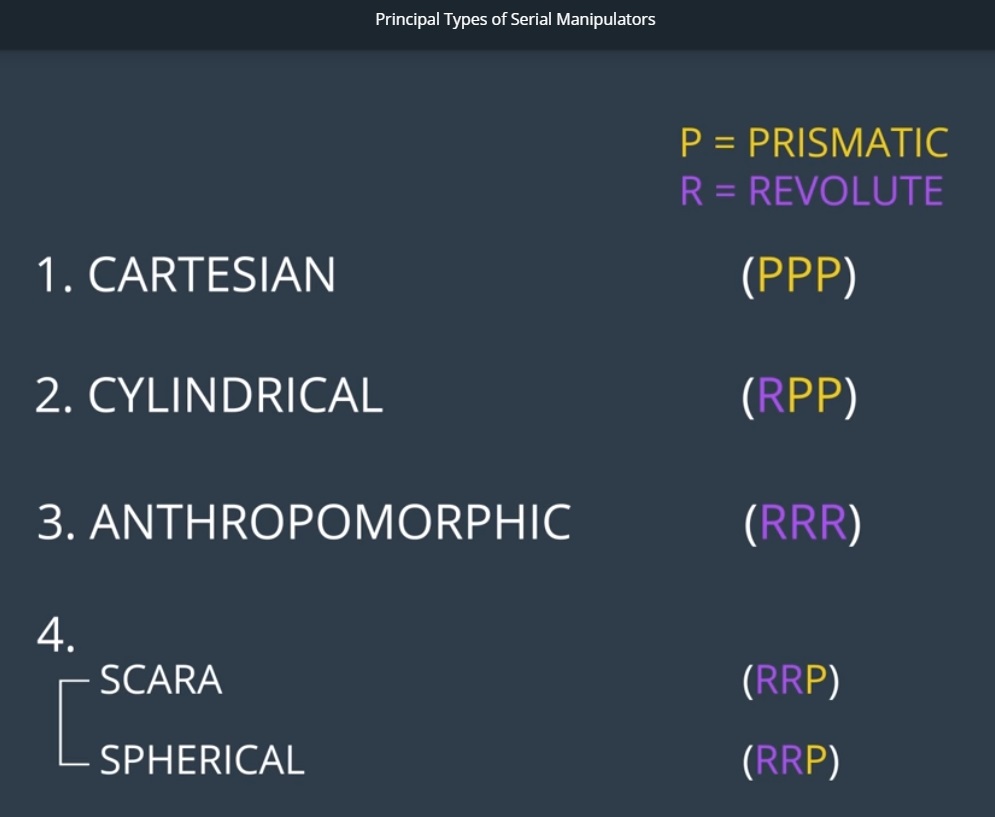 Principal Types of Serial Manipulators
P = PRISMATIC
R = REVOLUTE
1. CARTESIAN (PPP)
2. CYLINDRICAL (RPP)
3. ANTHROPOMORPHIC (RRR)
4.
SCARA (RRP)
SPHERICAL (RRP)